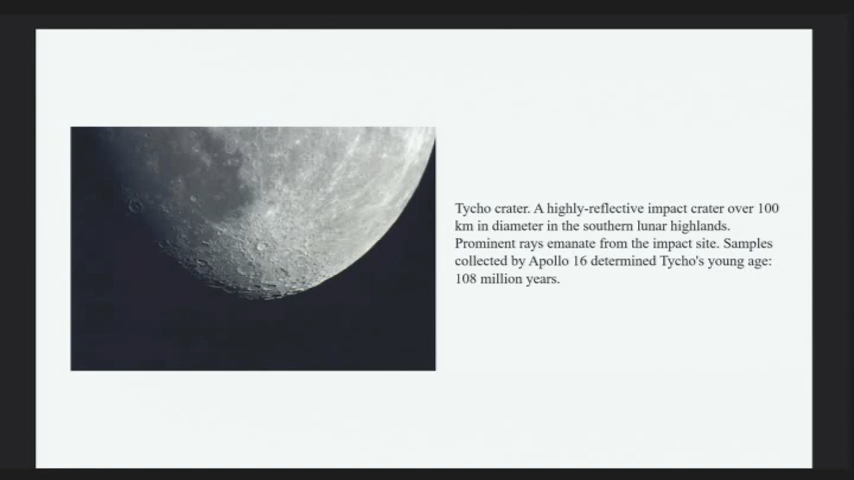 Tycho crater. A highly-reflective impact crater over 100
km in diameter in the southern lunar highlands.
Prominent rays emanate from the impact site. Samples
collected by Apollo 16 determined Tycho's young age:
108 million years.